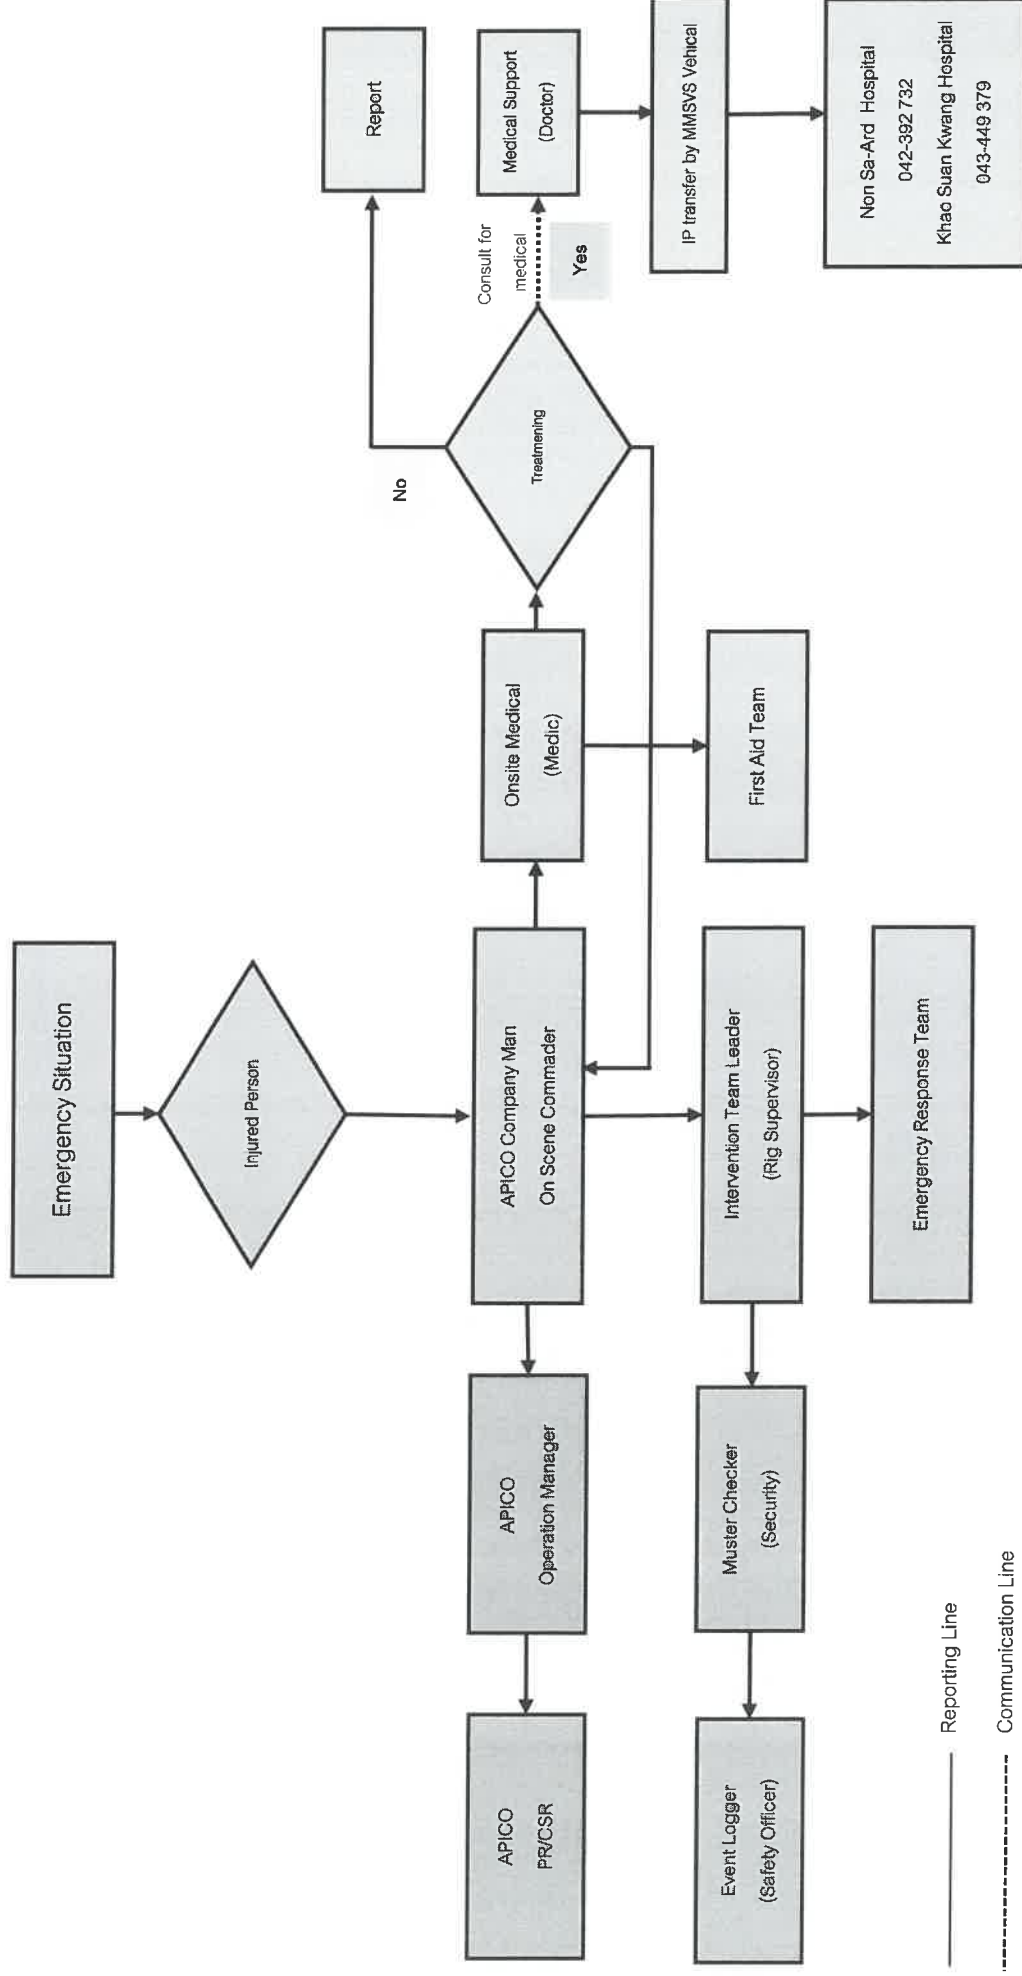 Emergency Situation
Injured Person
APICO Company Man
On Scene Commader
Onsite Medical
(Medic)
Treatmening
No
Report
Consult for
medical
Yes
Medical Support
(Doctor)
IP transfer by MMSVS Vehical
Non Sa-Ard Hospital
042-392 732
Khao Suan Kwang Hospital
043-449 379
First Aid Team
APICO
Operation Manager
APICO
PR/CSR
Intervention Team Leader
(Rig Supervisor)
Emergency Response Team
Muster Checker
(Security)
Event Logger
(Safety Officer)
Reporting Line
Communication Line